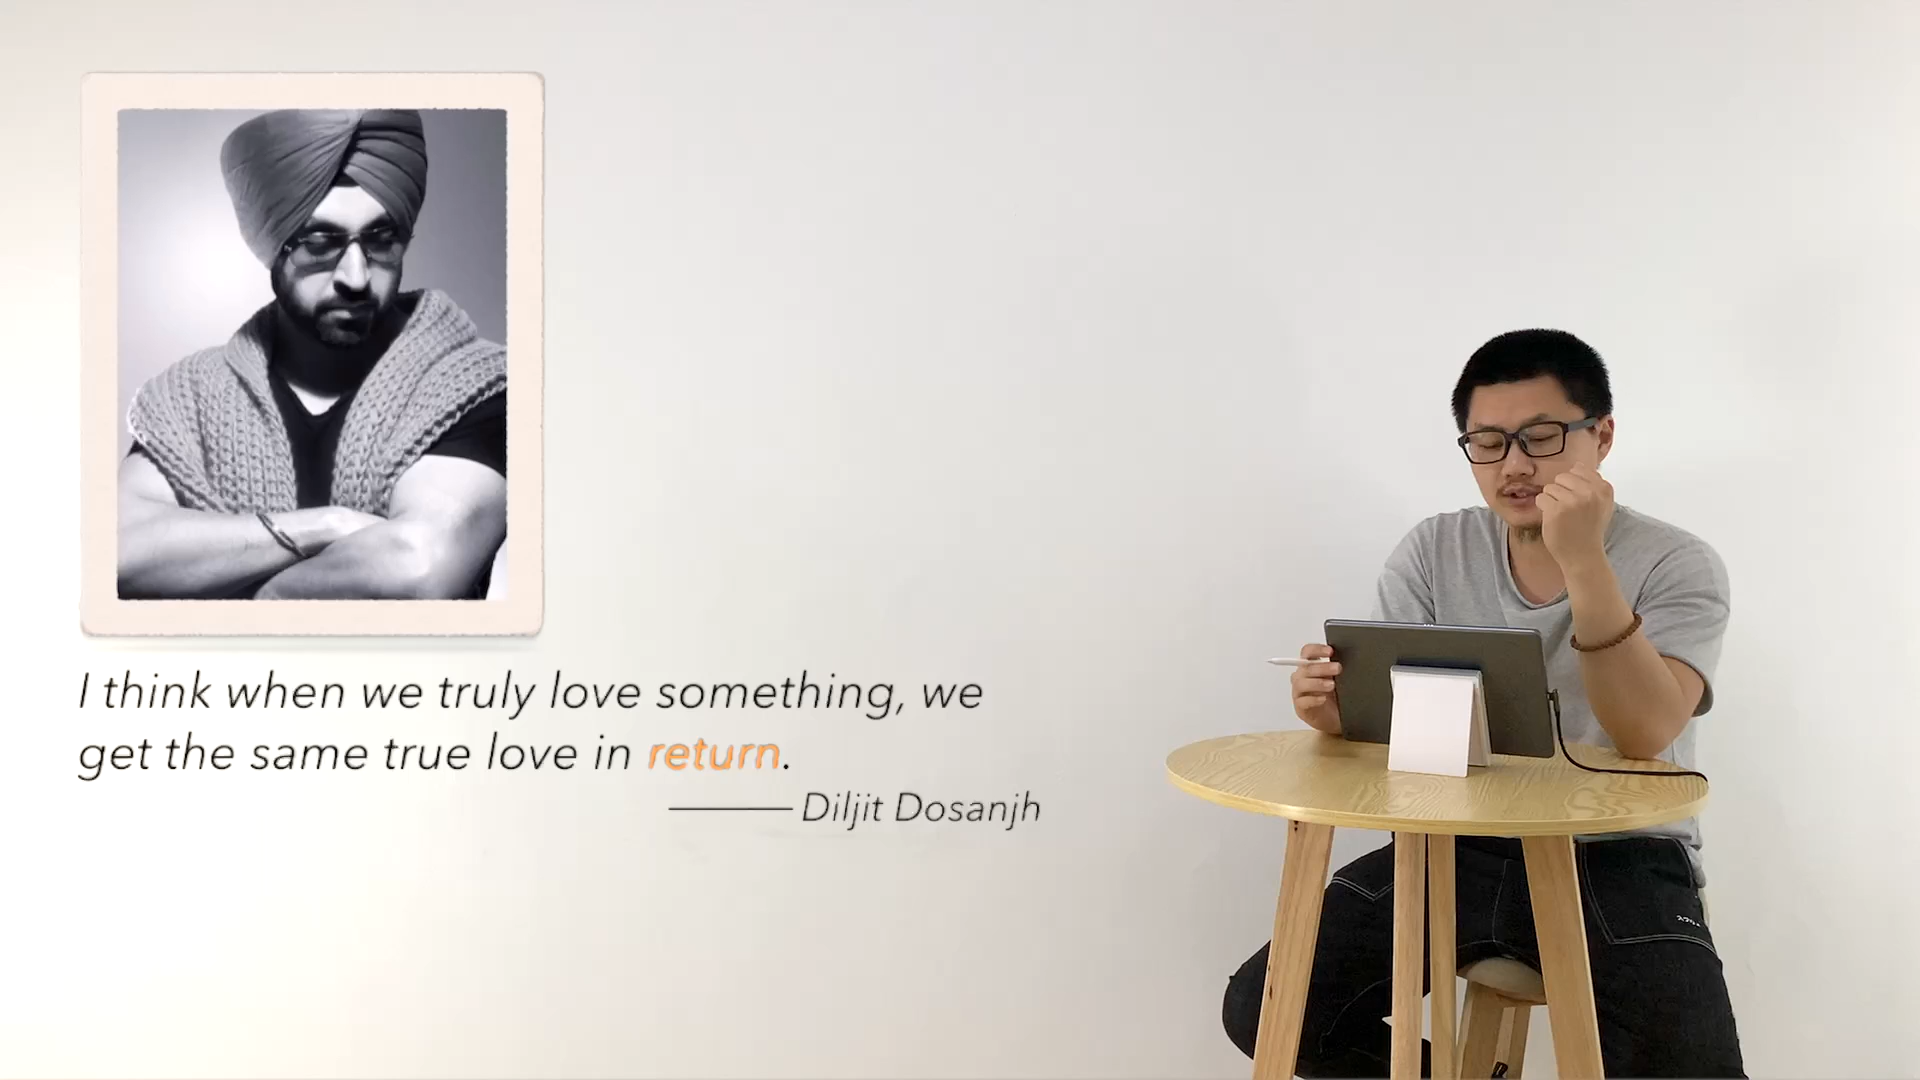 I think when we truly love something, we
get the same true love in return.
——— Diljit Dosanjh